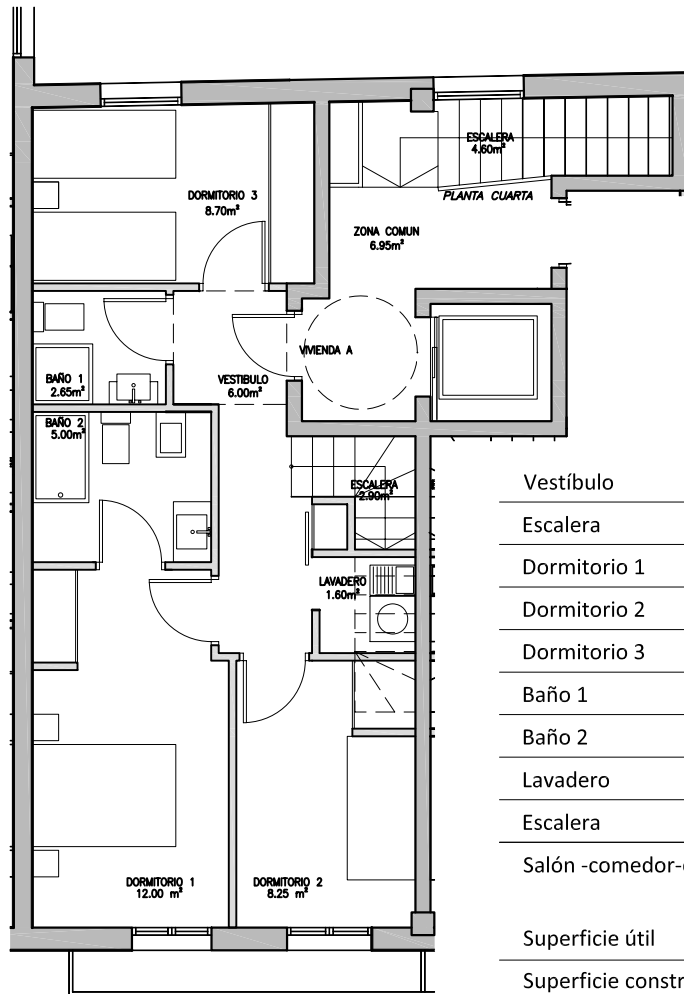 ESCALERA
4.60m²
PLANTA CUARTA
DORMITORIO 3
8.70m²
ZONA COMUN
6.95m²
VIVIENDA A
BAÑO 1
2.65m²
VESTIBULO
6.00m²
BAÑO 2
5.00m²
ESCALERA
2.90m²
LAVADERO
1.60m²
DORMITORIO 1
12.00 m²
DORMITORIO 2
8.25 m²
Vestíbulo
Escalera
Dormitorio 1
Dormitorio 2
Dormitorio 3
Baño 1
Baño 2
Lavadero
Escalera
Salón -comedor-
Superficie útil
Superficie constr